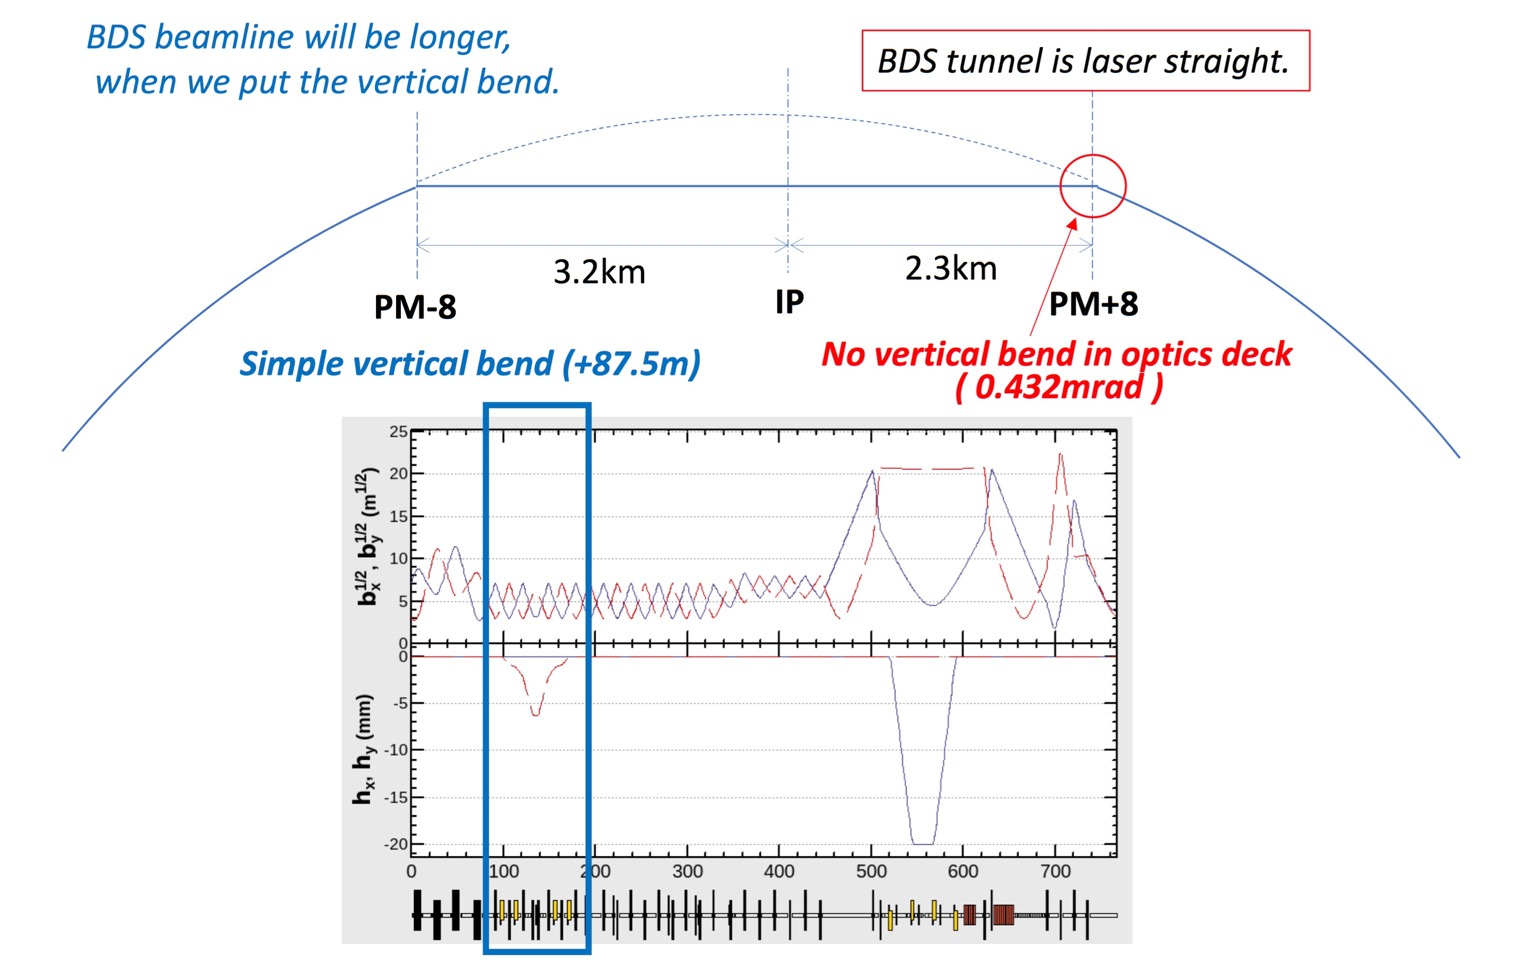 BDS beamline will be longer,
when we put the vertical bend.
BDS tunnel is laser straight.
3.2km
2.3km
PM-8
IP
PM+8
Simple vertical bend (+87.5m)
No vertical bend in optics deck
( 0.432mrad )
25
20
15
10
5
0
bx1/2, by1/2 (m1/2)
0
-5
-10
-15
-20
hx, hy (mm)
0 100 200 300 400 500 600 700